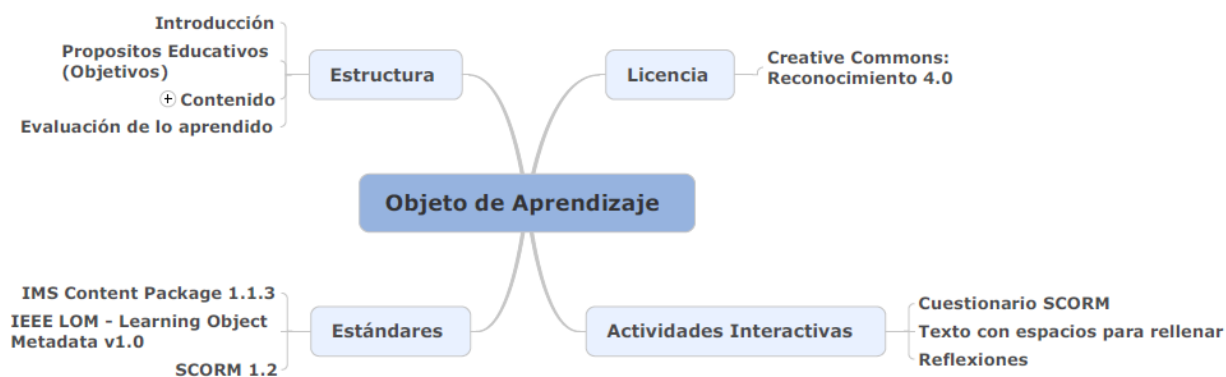 Introducción
Propositos Educativos
(Objetivos)
Contenido
Evaluación de lo aprendido
Estructura
Licencia
Creative Commons:
Reconocimiento 4.0
Objeto de Aprendizaje
IMS Content Package 1.1.3
IEEE LOM - Learning Object
Metadata v1.0
SCORM 1.2
Estándares
Actividades Interactivas
Cuestionario SCORM
Texto con espacios para rellenar
Reflexiones